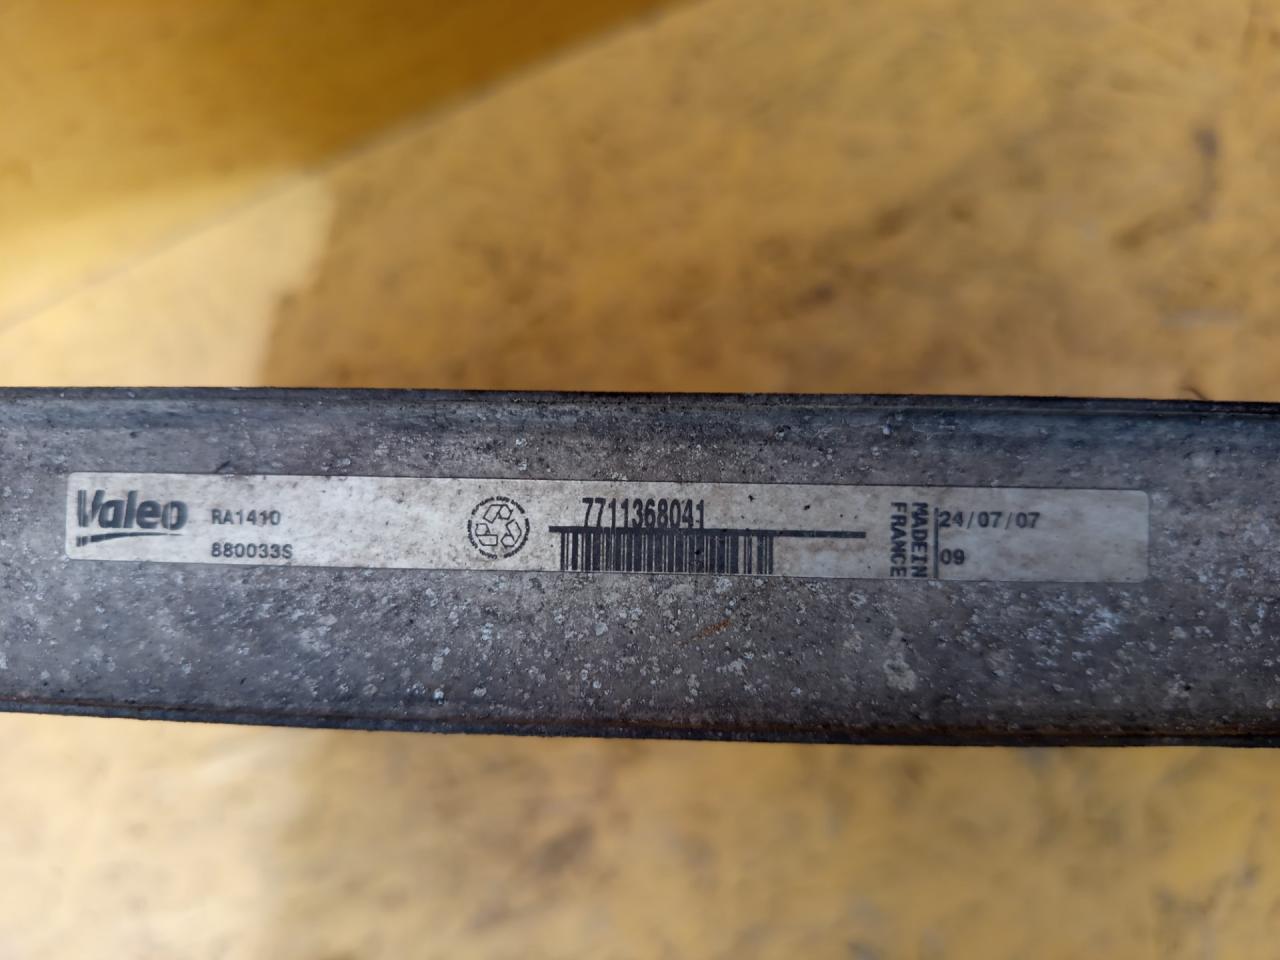 Valeo
RA1410
880033S
7711368041
MADE IN
FRANCE
24/07/07
09